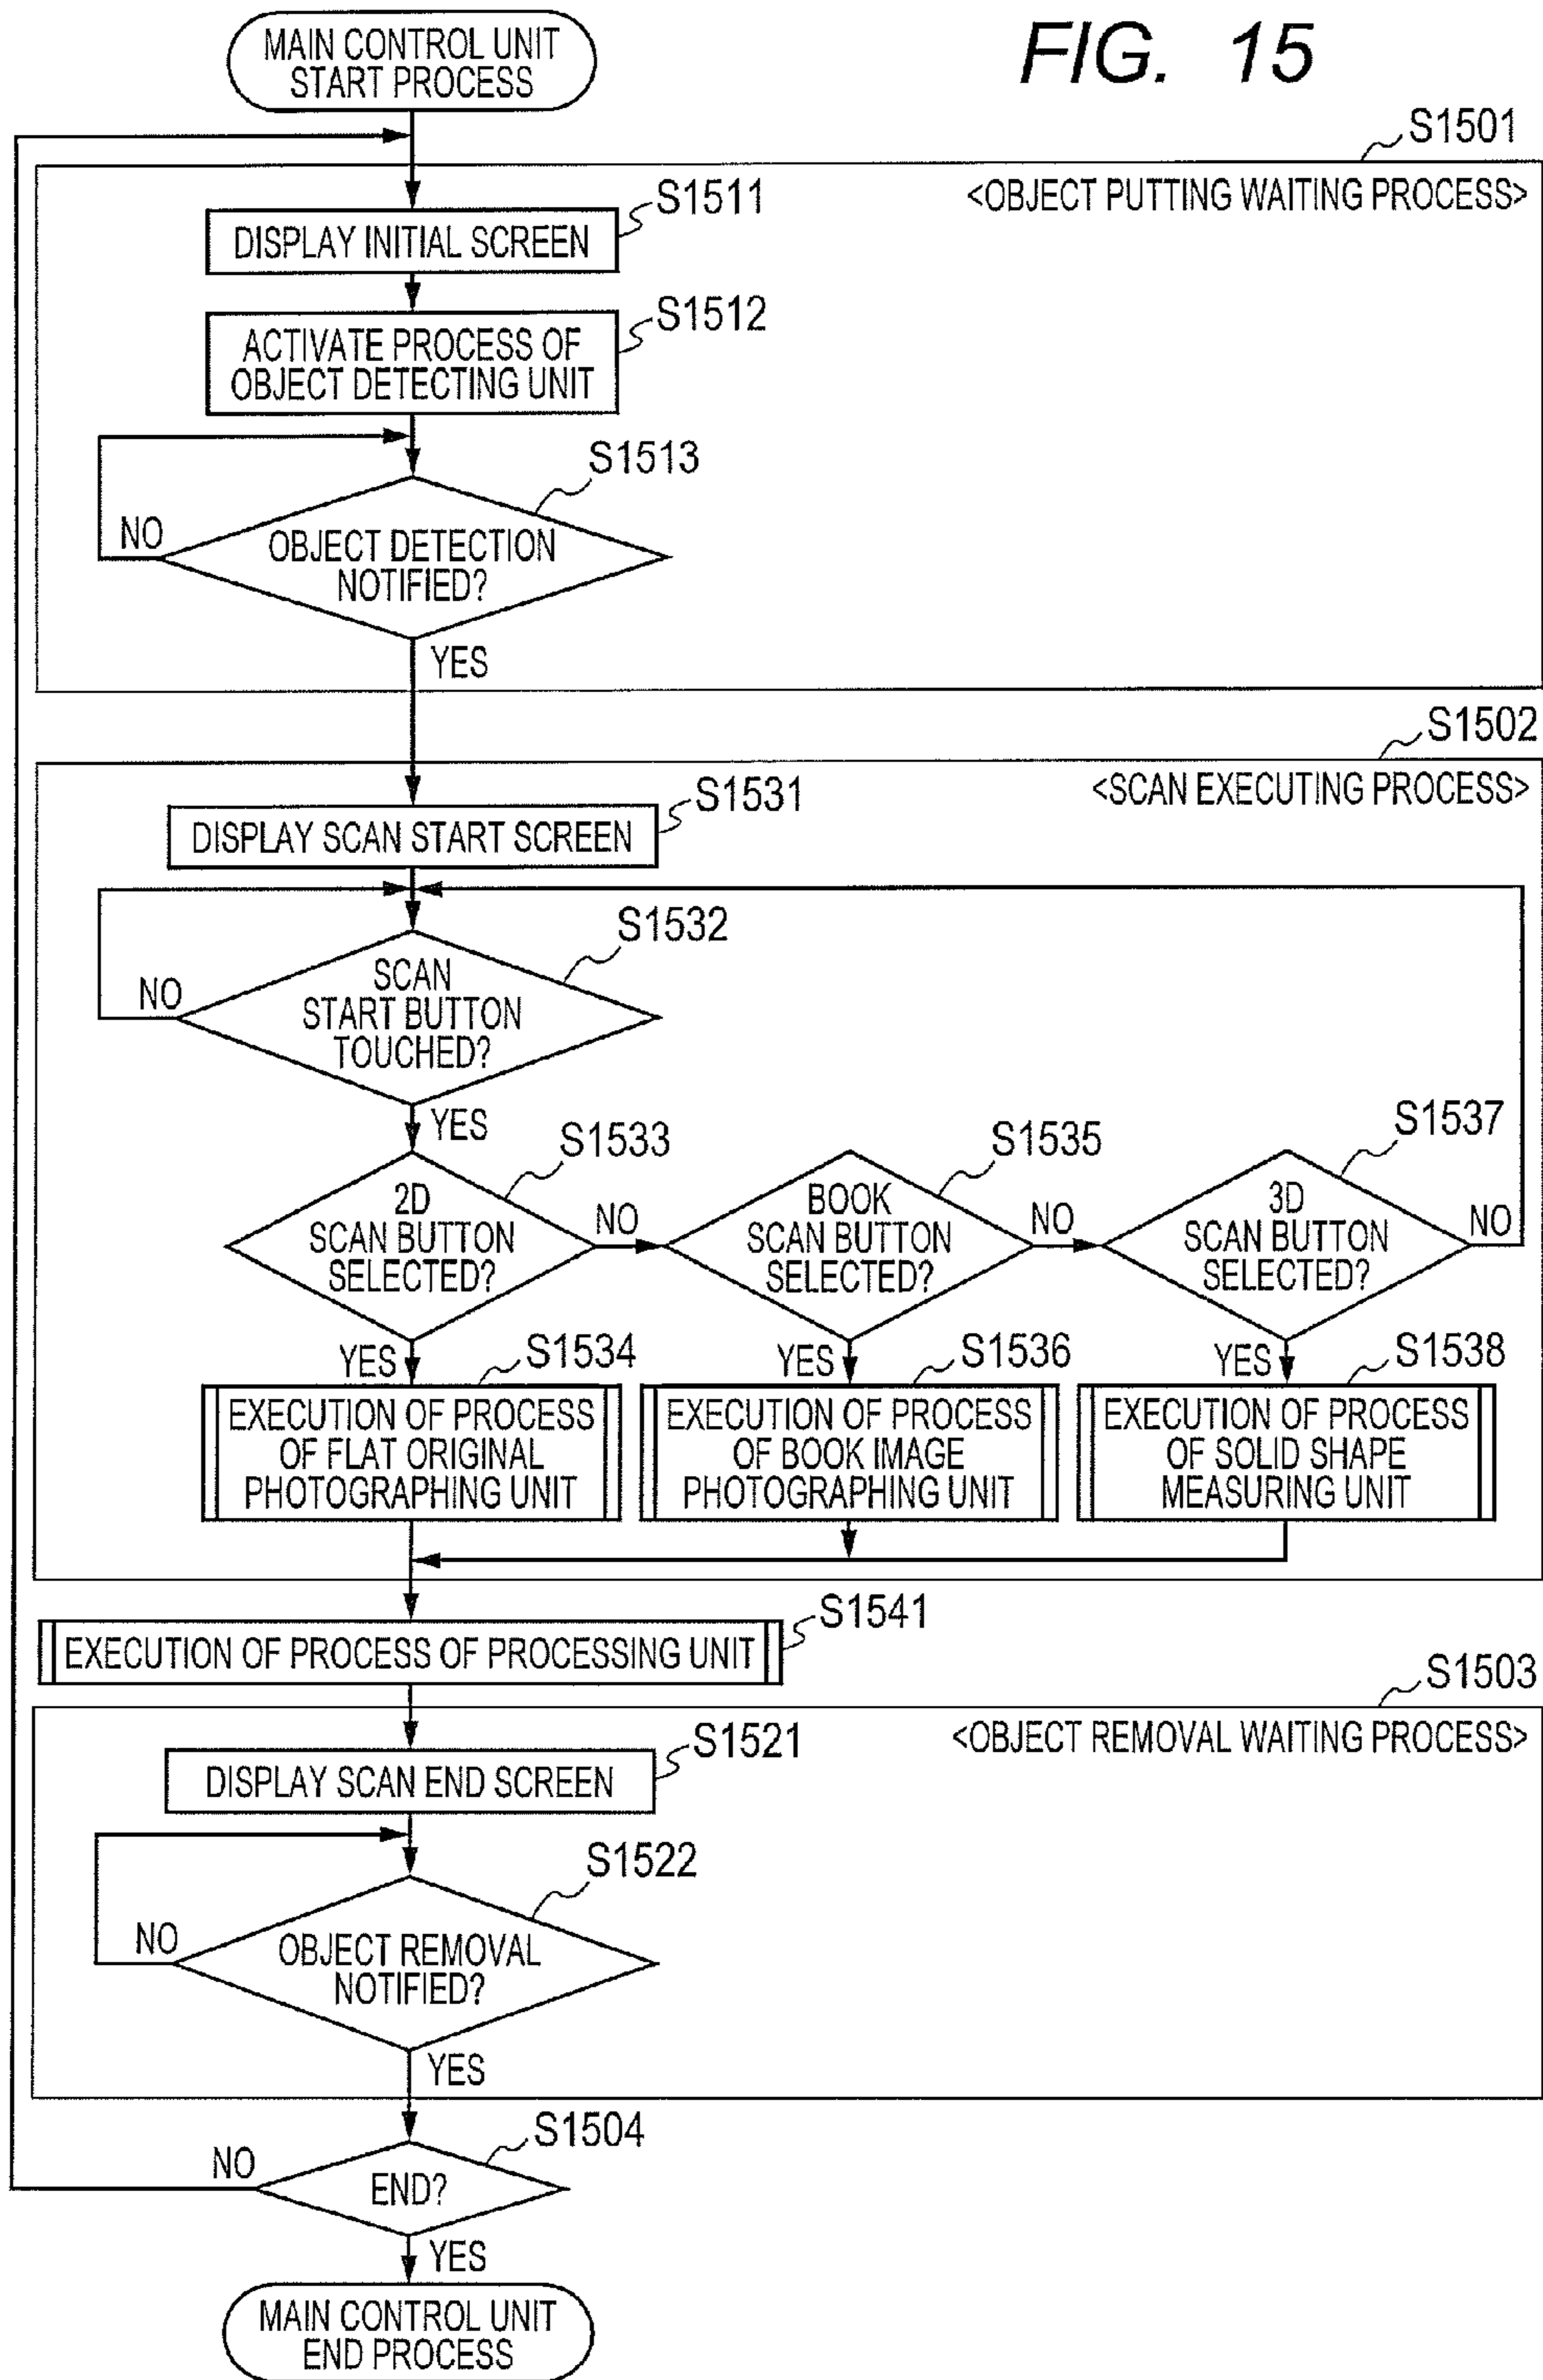 FIG. 15
MAIN CONTROL UNIT
START PROCESS
S1501
<OBJECT PUTTING WAITING PROCESS>
S1511
DISPLAY INITIAL SCREEN
S1512
ACTIVATE PROCESS OF
OBJECT DETECTING UNIT
S1513
NO
OBJECT DETECTION
NOTIFIED?
YES
S1502
<SCAN EXECUTING PROCESS>
S1531
DISPLAY SCAN START SCREEN
S1532
NO
SCAN
START BUTTON
TOUCHED?
YES
S1533
2D
SCAN BUTTON
SELECTED?
NO
S1535
BOOK
SCAN BUTTON
SELECTED?
NO
S1537
3D
SCAN BUTTON
SELECTED?
NO
YES
S1534
EXECUTION OF PROCESS
OF FLAT ORIGINAL
PHOTOGRAPHING UNIT
YES
S1536
EXECUTION OF PROCESS
OF BOOK IMAGE
PHOTOGRAPHING UNIT
YES
S1538
EXECUTION OF PROCESS
OF SOLID SHAPE
MEASURING UNIT
S1541
EXECUTION OF PROCESS OF PROCESSING UNIT
S1503
<OBJECT REMOVAL WAITING PROCESS>
S1521
DISPLAY SCAN END SCREEN
S1522
NO
OBJECT REMOVAL
NOTIFIED?
YES
S1504
NO
END?
YES
MAIN CONTROL UNIT
END PROCESS